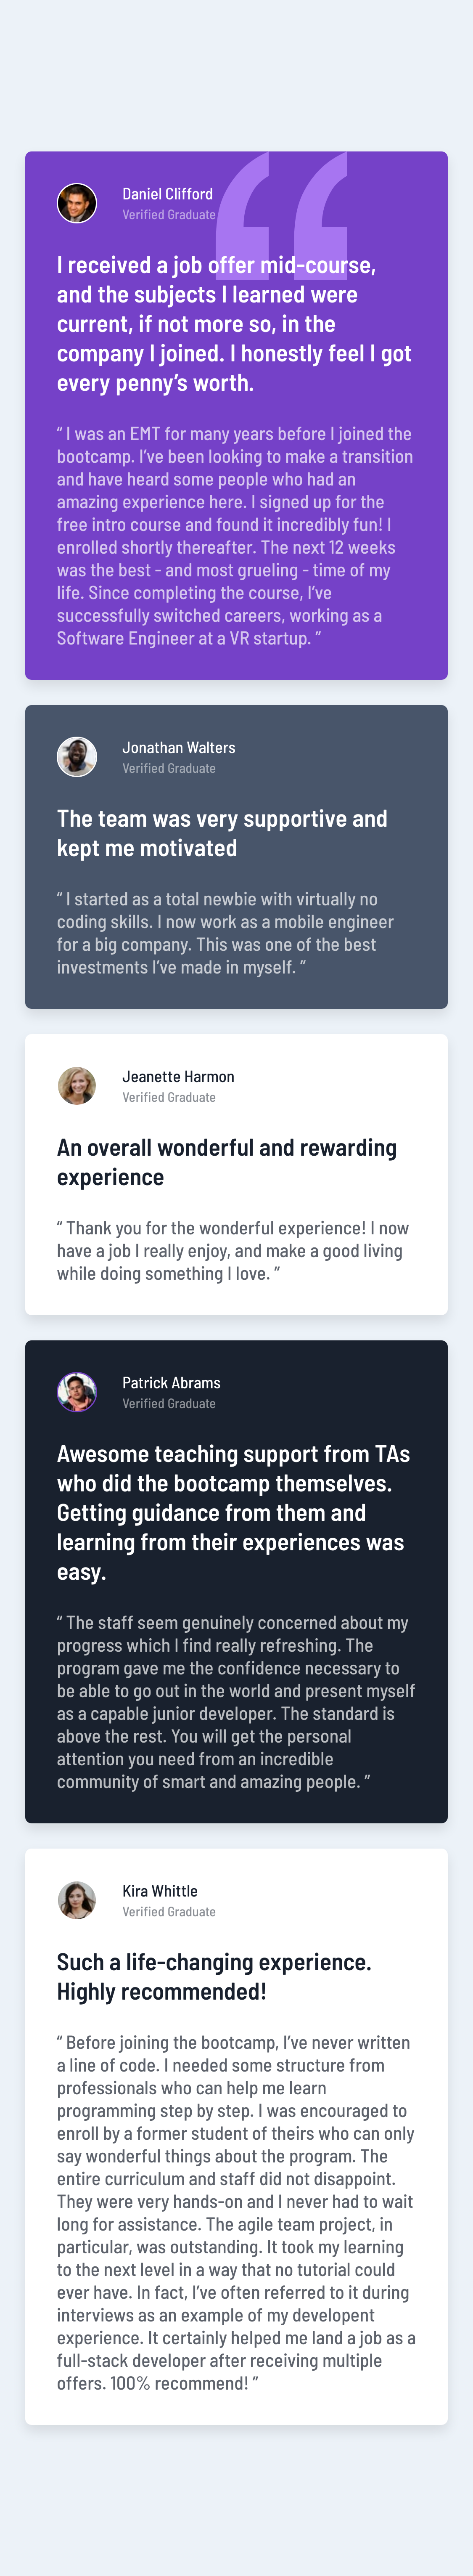 Daniel Clifford
Verified Graduate
I received a job offer mid-course,
and the subjects I learned were
current, if not more so, in the
company I joined. I honestly feel I got
every penny’s worth.
“ I was an EMT for many years before I joined the
bootcamp. I’ve been looking to make a transition
and have heard some people who had an
amazing experience here. I signed up for the
free intro course and found it incredibly fun! I
enrolled shortly thereafter. The next 12 weeks
was the best - and most grueling - time of my
life. Since completing the course, I’ve
successfully switched careers, working as a
Software Engineer at a VR startup. ”
Jonathan Walters
Verified Graduate
The team was very supportive and
kept me motivated
“ I started as a total newbie with virtually no
coding skills. I now work as a mobile engineer
for a big company. This was one of the best
investments I’ve made in myself. ”
Jeanette Harmon
Verified Graduate
An overall wonderful and rewarding
experience
“ Thank you for the wonderful experience! I now
have a job I really enjoy, and make a good living
while doing something I love. ”
Patrick Abrams
Verified Graduate
Awesome teaching support from TAs
who did the bootcamp themselves.
Getting guidance from them and
learning from their experiences was
easy.
“ The staff seem genuinely concerned about my
progress which I find really refreshing. The
program gave me the confidence necessary to
be able to go out in the world and present myself
as a capable junior developer. The standard is
above the rest. You will get the personal
attention you need from an incredible
community of smart and amazing people. ”
Kira Whittle
Verified Graduate
Such a life-changing experience.
Highly recommended!
“ Before joining the bootcamp, I’ve never written
a line of code. I needed some structure from
professionals who can help me learn
programming step by step. I was encouraged to
enroll by a former student of theirs who can only
say wonderful things about the program. The
entire curriculum and staff did not disappoint.
They were very hands-on and I never had to wait
long for assistance. The agile team project, in
particular, was outstanding. It took my learning
to the next level in a way that no tutorial could
ever have. In fact, I’ve often referred to it during
interviews as an example of my developent
experience. It certainly helped me land a job as a
full-stack developer after receiving multiple
offers. 100% recommend! ”